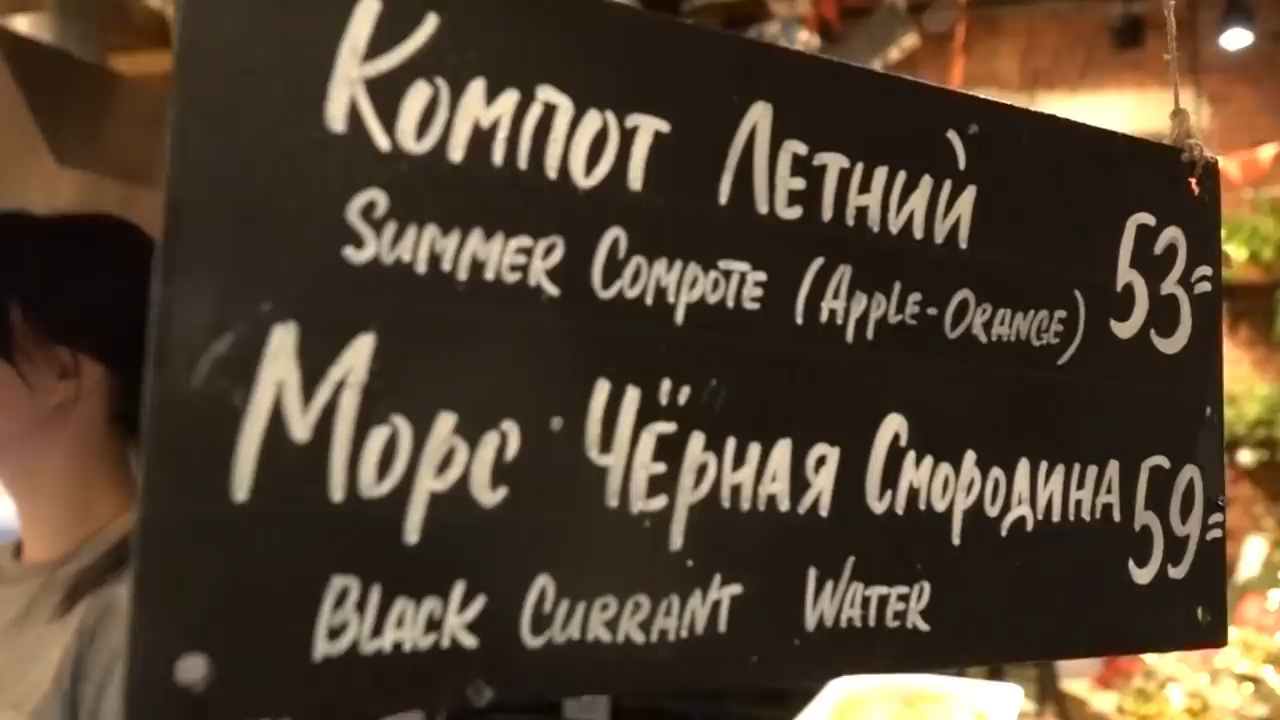 Компот Летний
Summer Compote (Apple-Orange) 53=
Морс Чёрная Смородина 59=
Black Currant Water